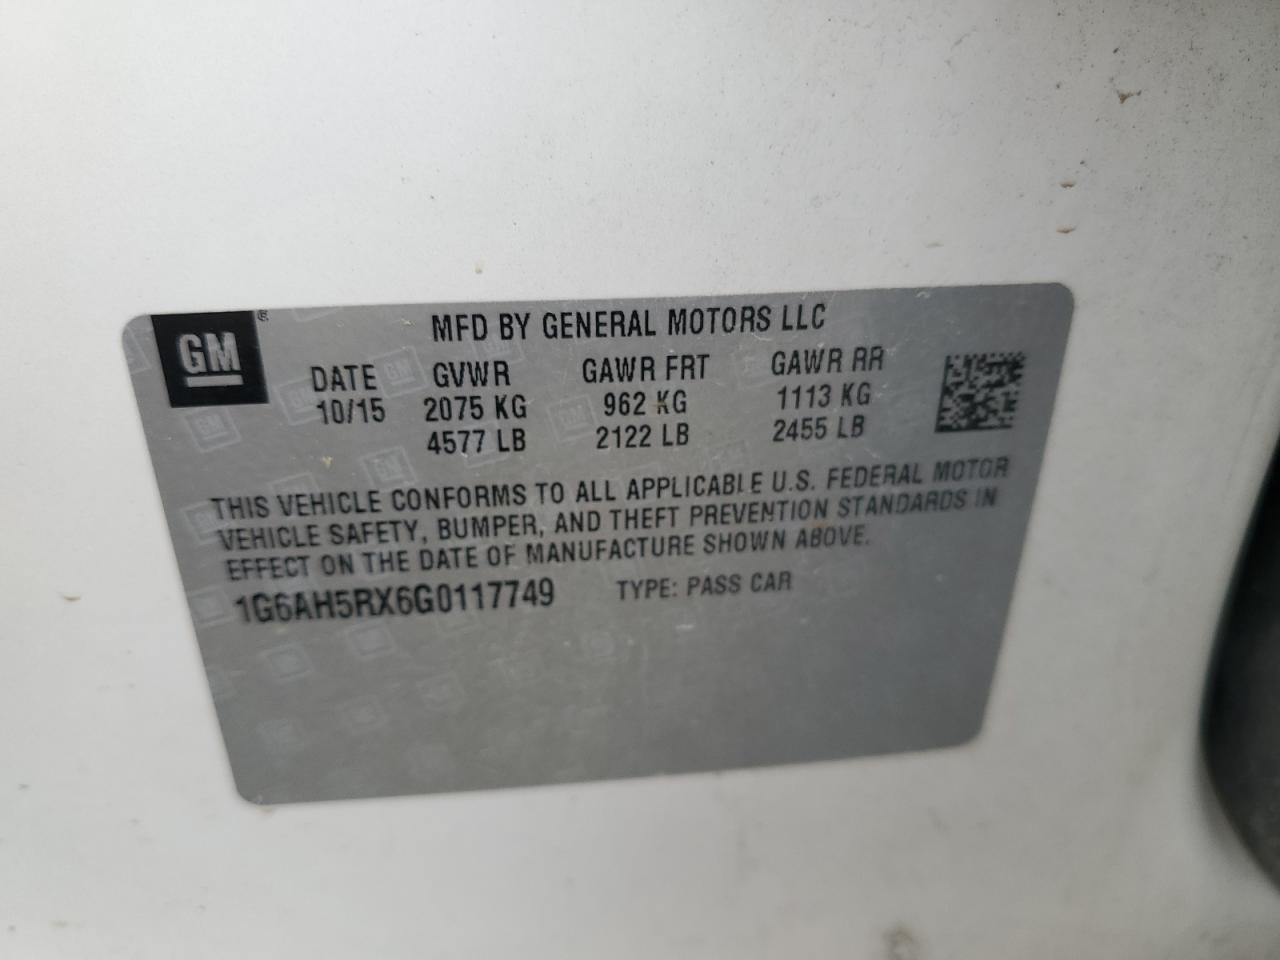 GM
MFD BY GENERAL MOTORS LLC
DATE GVWR GAWR FRT GAWR RR
10/15 2075 KG 962 KG 1113 KG
4577 LB 2122 LB 2455 LB
THIS VEHICLE CONFORMS TO ALL APPLICABLE U.S. FEDERAL MOTOR
VEHICLE SAFETY, BUMPER, AND THEFT PREVENTION STANDARDS IN
EFFECT ON THE DATE OF MANUFACTURE SHOWN ABOVE.
1G6AH5RX6G0117749 TYPE: PASS CAR